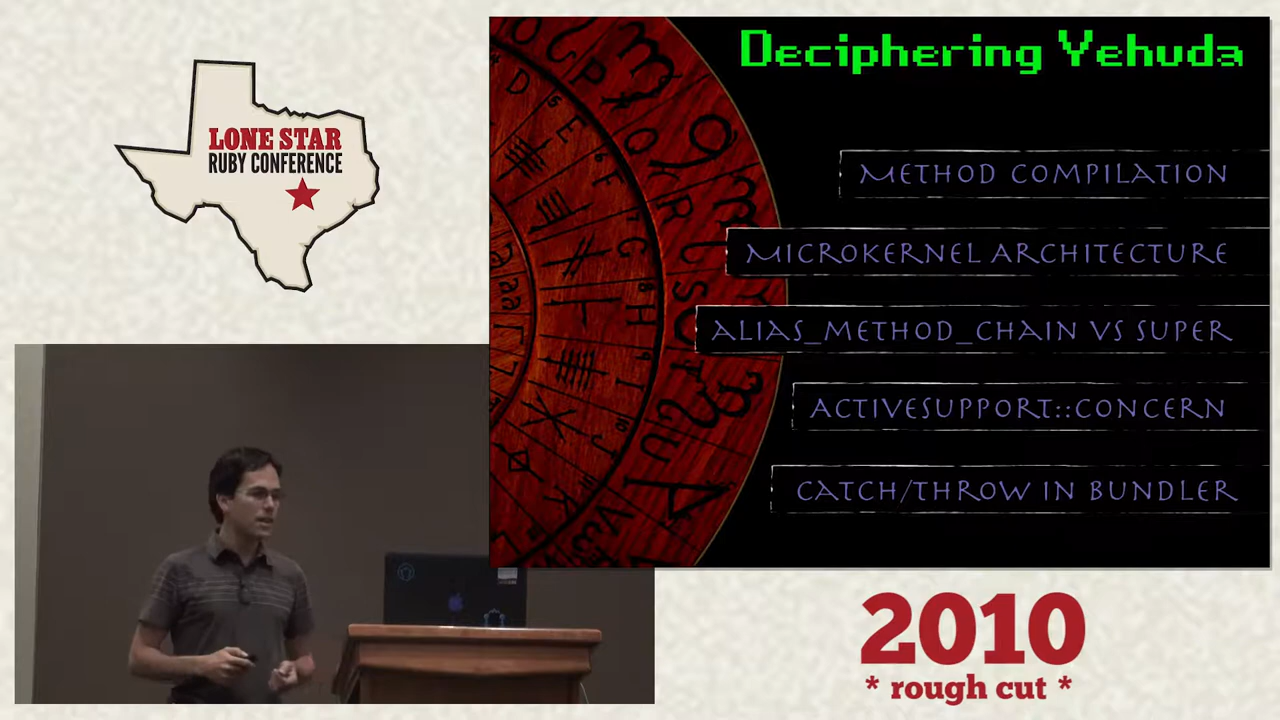 LONE STAR
RUBY CONFERENCE
Deciphering Yehuda
METHOD COMPILATION
MICROKERNEL ARCHITECTURE
ALIAS_METHOD_CHAIN VS SUPER
ACTIVESUPPORT::CONCERN
CATCH/THROW IN BUNDLER
2010
* rough cut *